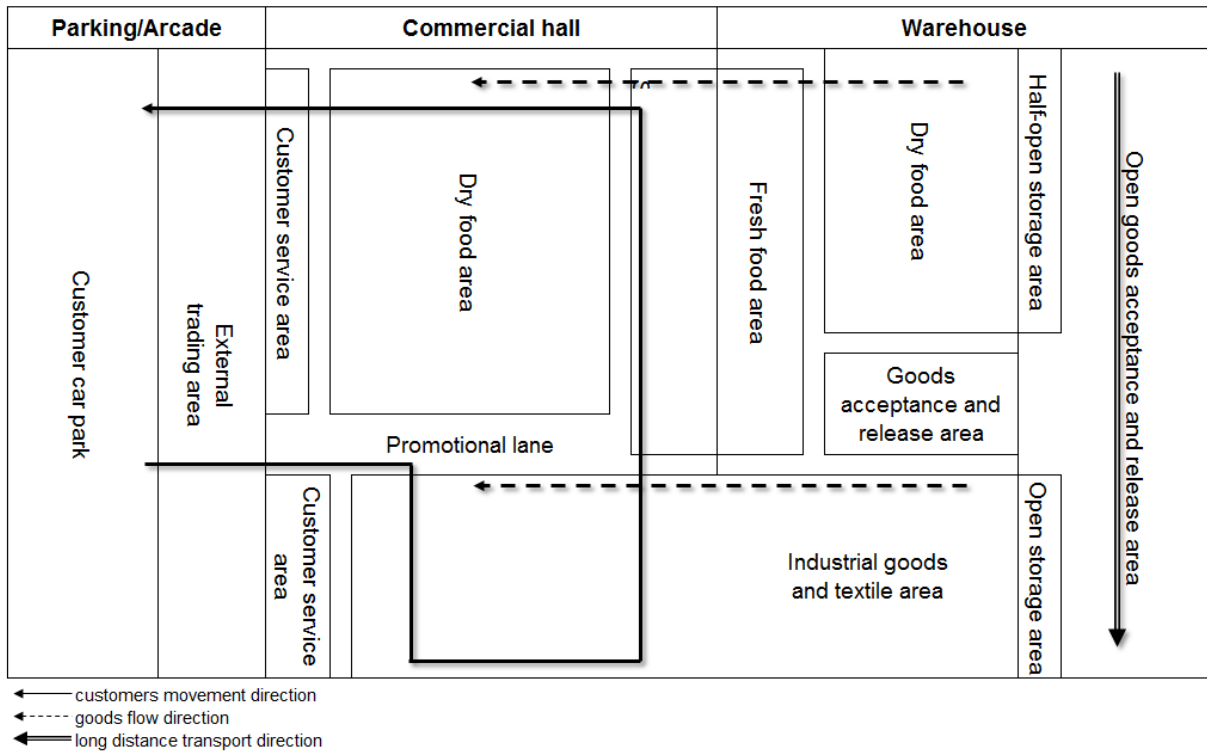 Parking/Arcade
Commercial hall
Warehouse
Customer car park
External
trading area
Customer service area
Dry food area
Fresh food area
Dry food area
Half-open storage area
Open goods acceptance and release area
Goods
acceptance and
release area
Promotional lane
Customer service
area
Industrial goods
and textile area
Open storage area
customers movement direction
goods flow direction
long distance transport direction